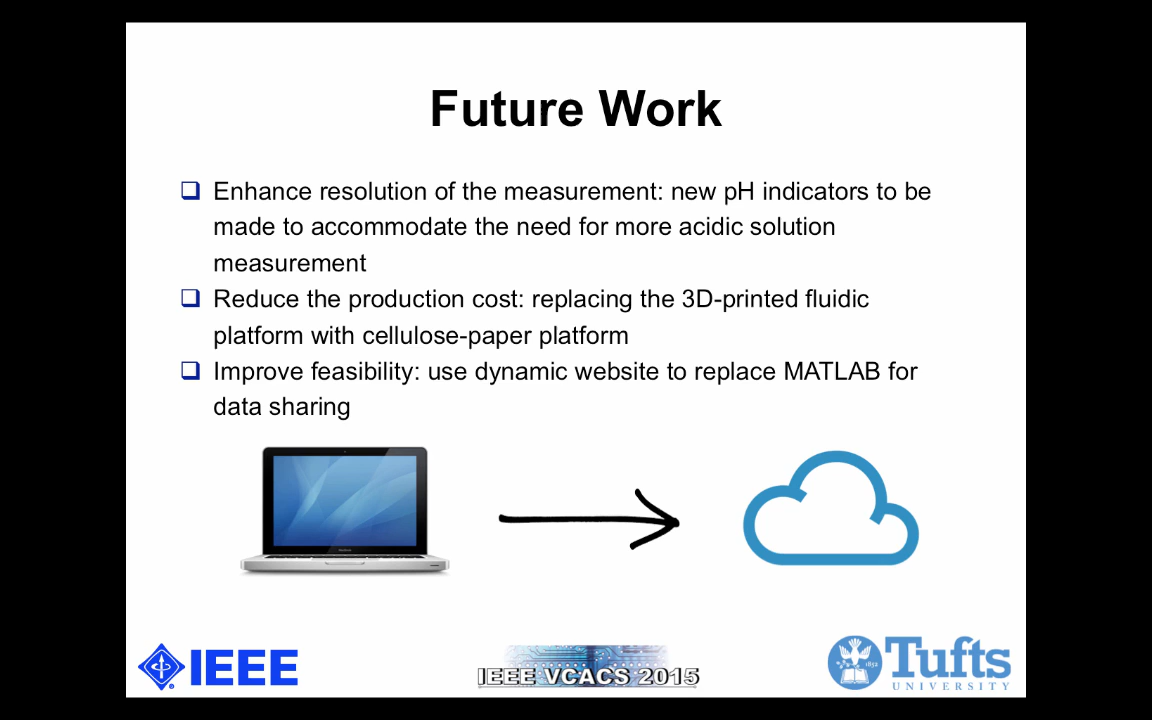 Future Work
❑ Enhance resolution of the measurement: new pH indicators to be
made to accommodate the need for more acidic solution
measurement
❑ Reduce the production cost: replacing the 3D-printed fluidic
platform with cellulose-paper platform
❑ Improve feasibility: use dynamic website to replace MATLAB for
data sharing
IEEE
IEEE VCACS 2015
1852
Tufts
UNIVERSITY